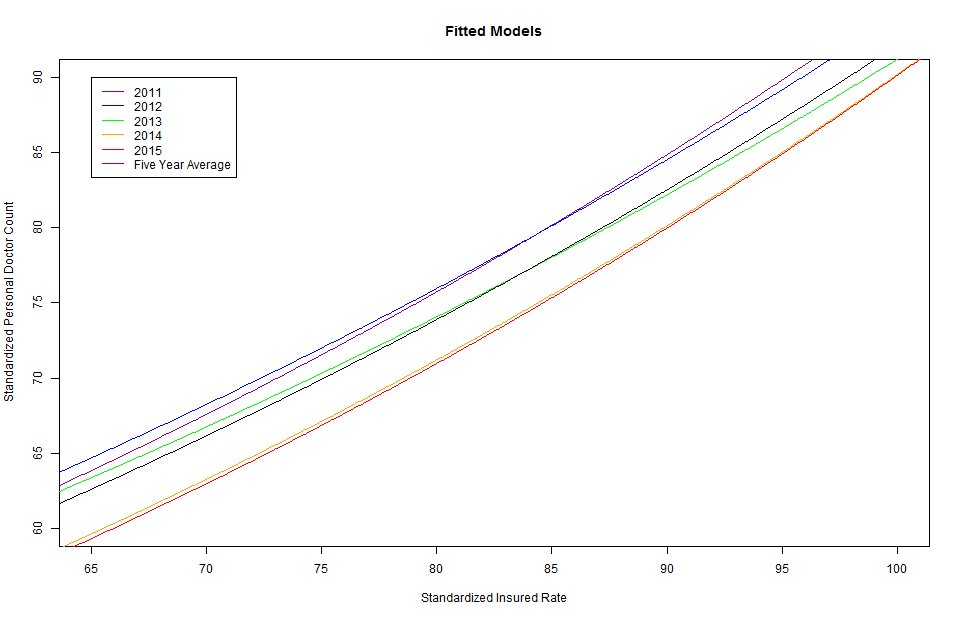 Fitted Models
90
85
80
75
70
65
60
Standardized Personal Doctor Count
2011
2012
2013
2014
2015
Five Year Average
65 70 75 80 85 90 95 100
Standardized Insured Rate